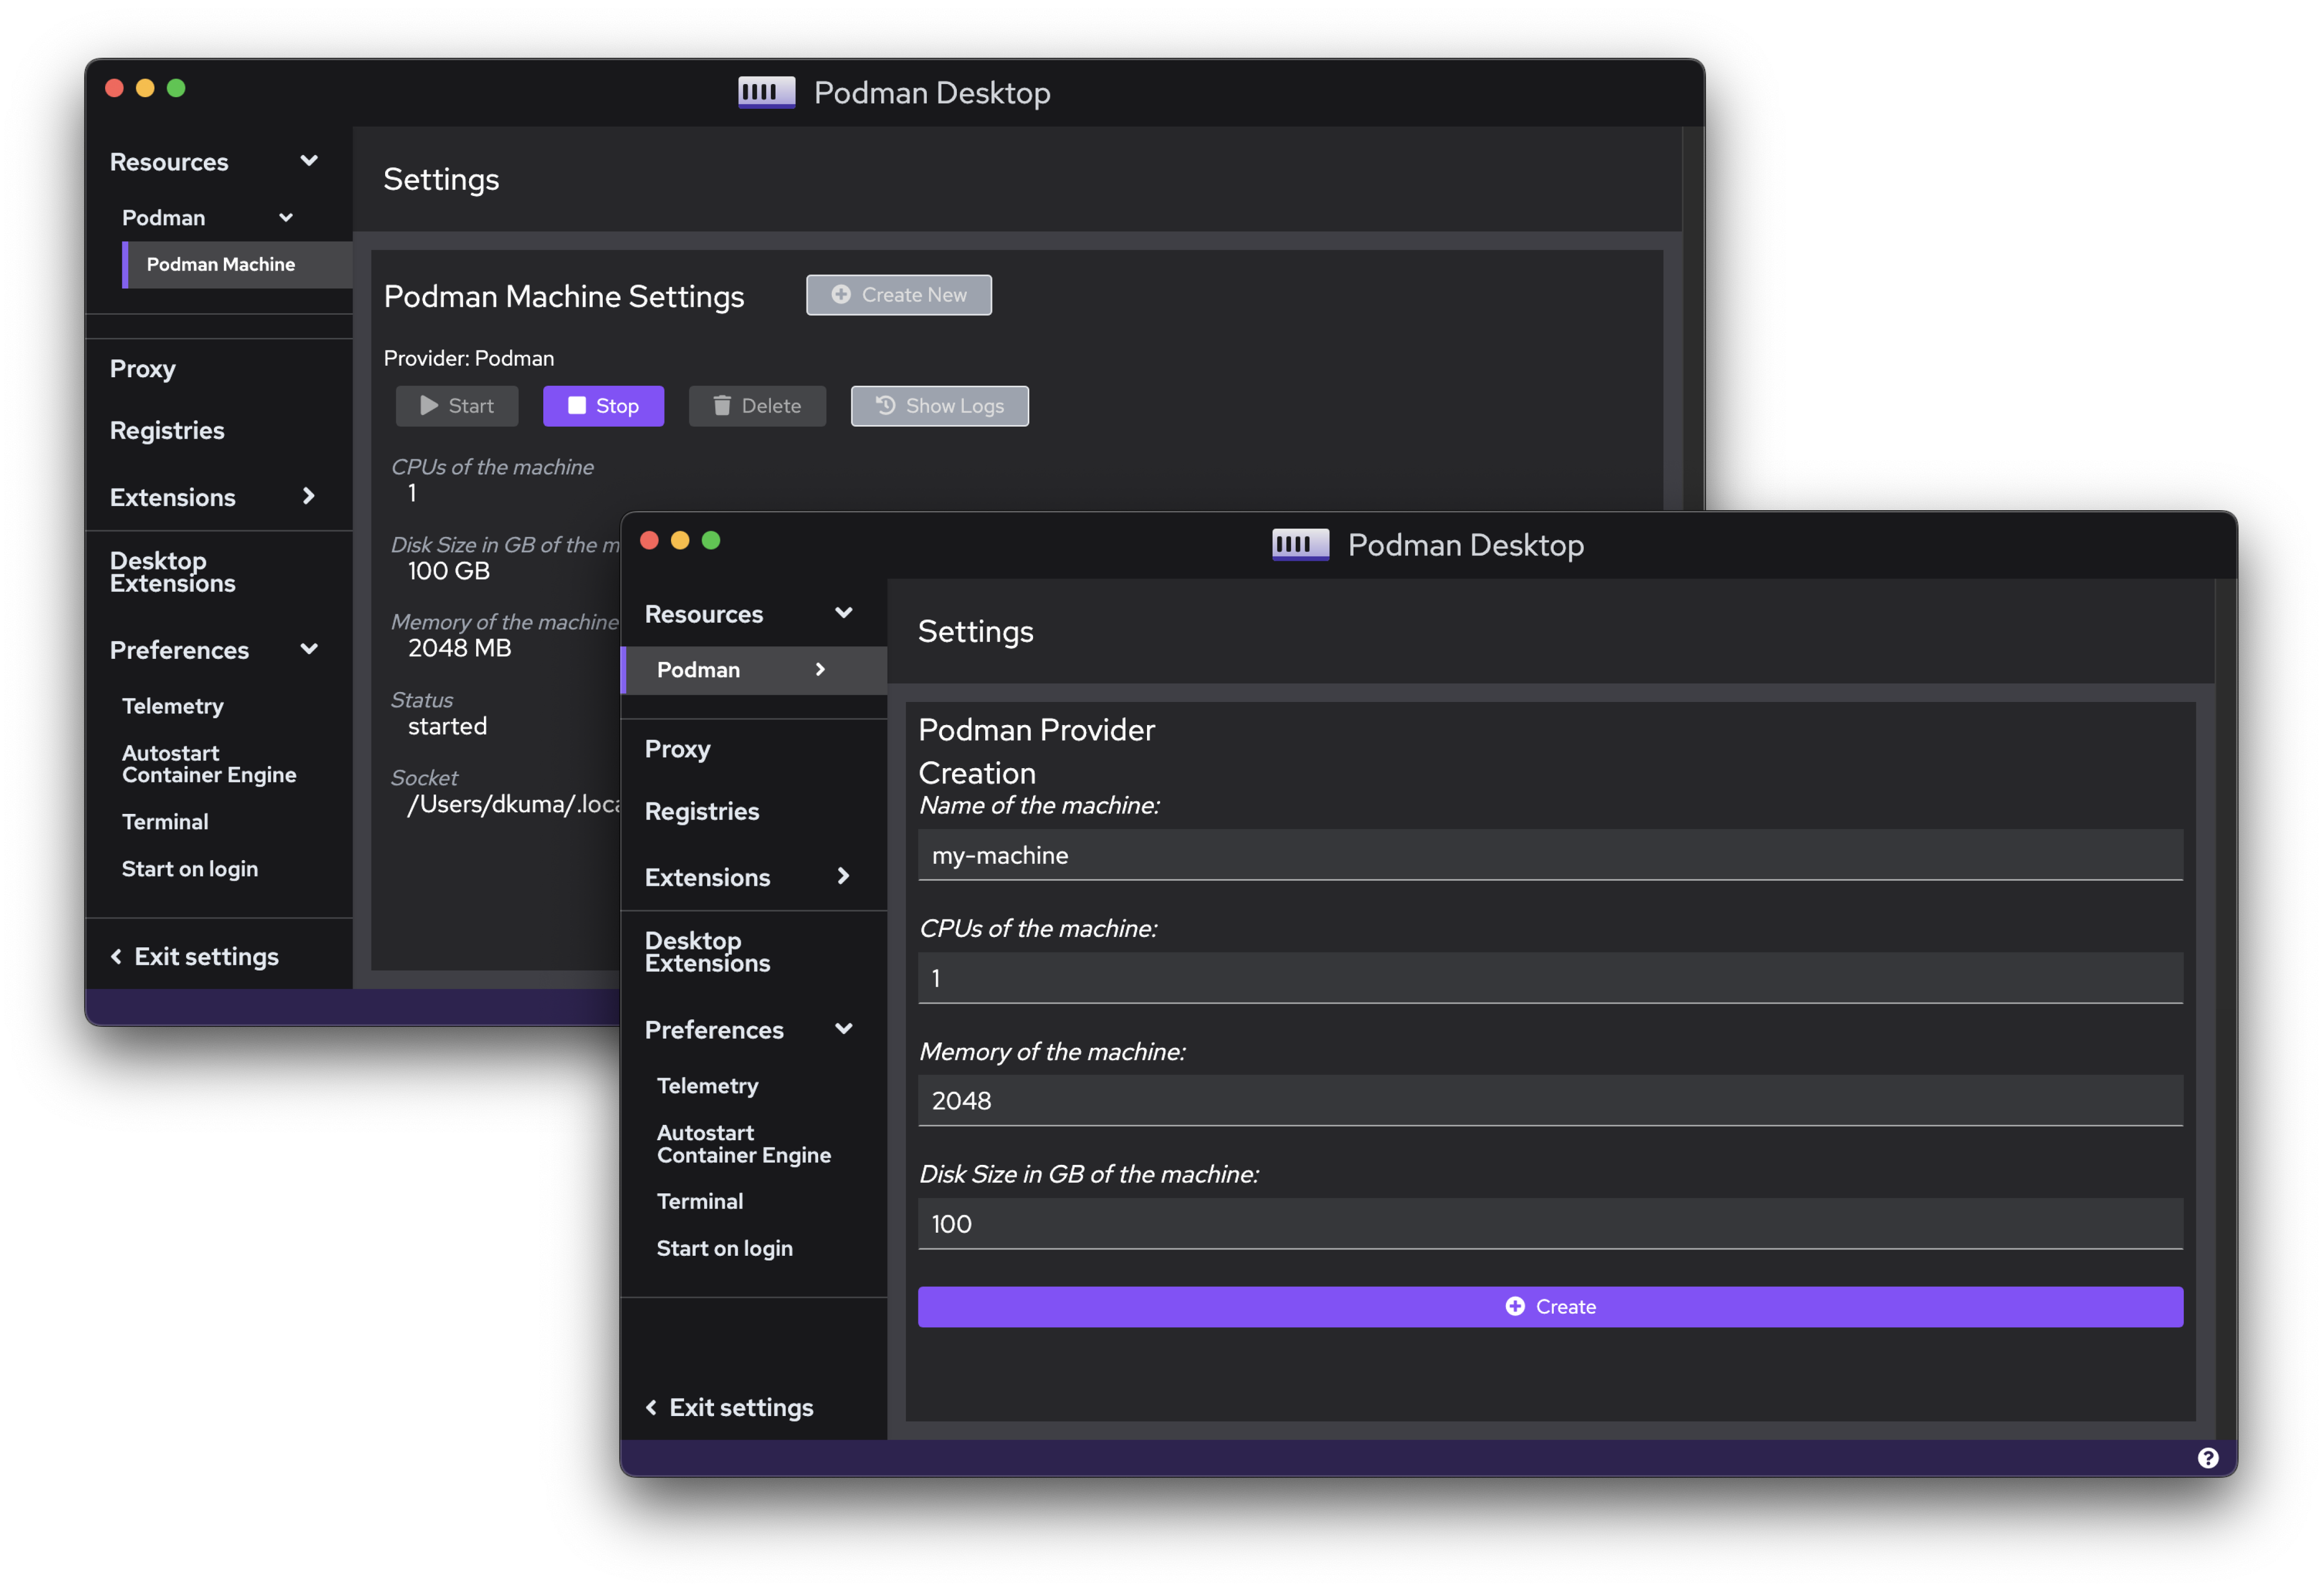 Podman Desktop
Resources
Podman
Podman Machine
Proxy
Registries
Extensions
Desktop
Extensions
Preferences
Telemetry
Autostart
Container Engine
Terminal
Start on login
Exit settings
Settings
Podman Machine Settings
Create New
Provider: Podman
Start
Stop
Delete
Show Logs
CPUs of the machine
1
Disk Size in GB of the
100 GB
Memory of the machine
2048 MB
Status
started
Socket
/Users/dkuma/.loca
Podman Desktop
Resources
Podman
Proxy
Registries
Extensions
Desktop
Extensions
Preferences
Telemetry
Autostart
Container Engine
Terminal
Start on login
Exit settings
Settings
Podman Provider
Creation
Name of the machine:
my-machine
CPUs of the machine:
1
Memory of the machine:
2048
Disk Size in GB of the machine:
100
Create
?